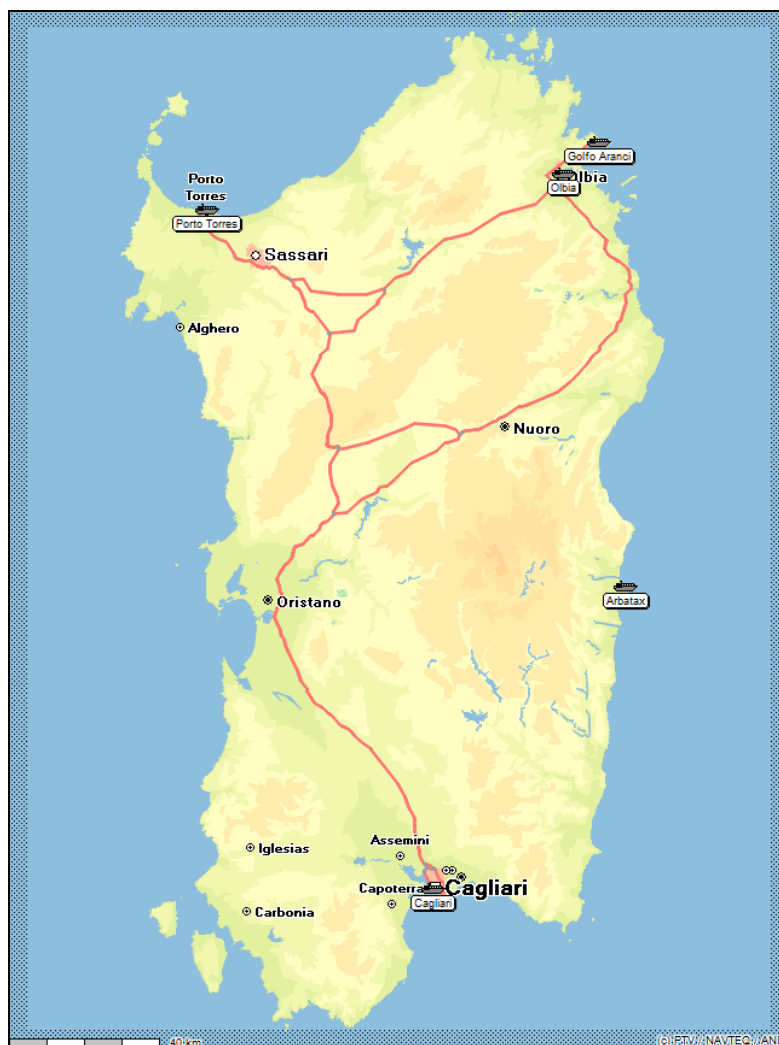 Golfo Aranci
Olbia
Olbia
Porto
Torres
Porto Torres
Sassari
Alghero
Nuoro
Arbatax
Oristano
Assemini
Iglesias
Capoterra
Cagliari
Cagliari
Carbonia
40 km
(c) PTV, NAVTEQ, AN